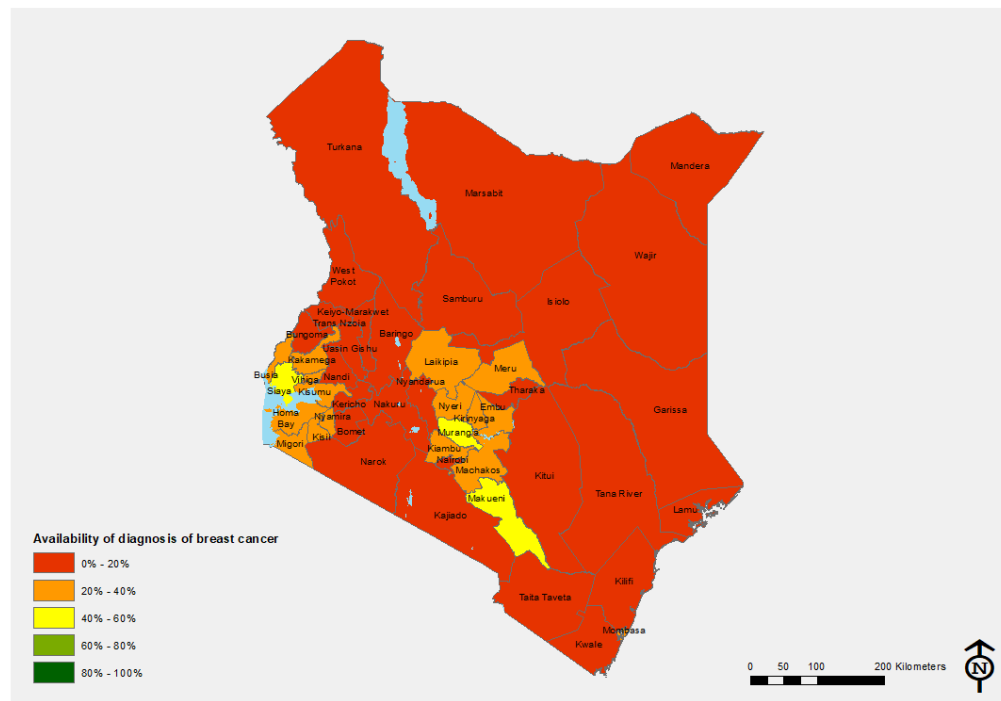 Turkana
Mandera
Marsabit
Wajir
West
Pokot
Samburu
Isiolo
Keiyo-Marakwet
Trans Nzoia
Bungoma
Baringo
Uasin Gishu
Kakamega
Laikipia
Meru
Busia
Vihiga
Nandi
Nyandarua
Siaya
Kisumu
Tharaka
Kericho
Nakuru
Nyeri
Embu
Garissa
Homa
Bay
Nyamira
Kirinyaga
Kisii
Bomet
Muranga
Migori
Kiambu
Narok
Nairobi
Machakos
Kitui
Tana River
Makueni
Lamu
Kajiado
Kilifi
Taita Taveta
Mombasa
Kwale
Availability of diagnosis of breast cancer
0% - 20%
20% - 40%
40% - 60%
60% - 80%
80% - 100%
0 50 100 200 Kilometers
N